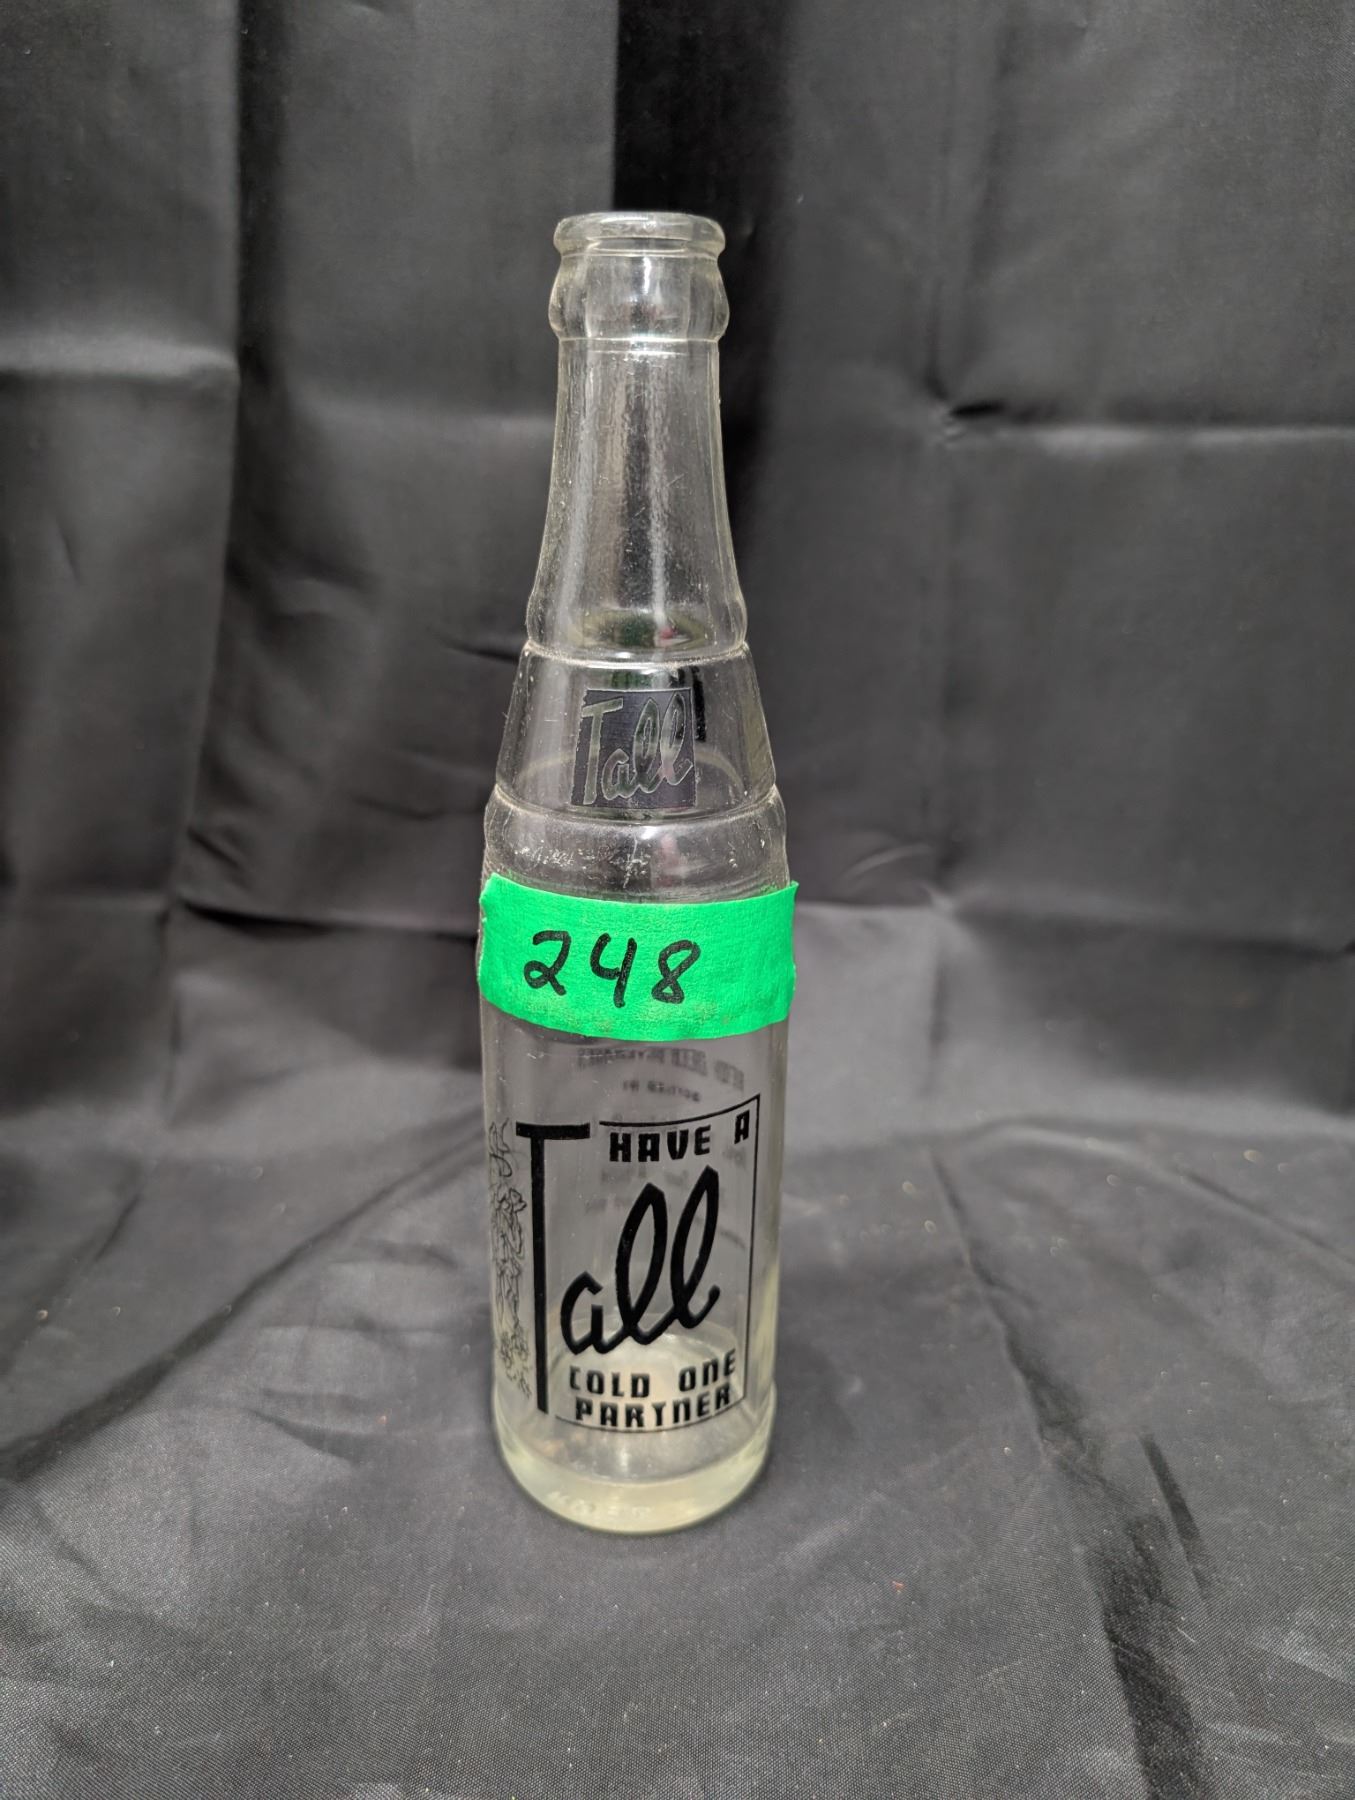 Tall
248
HAVE A
Tall
COLD ONE
PARTNER